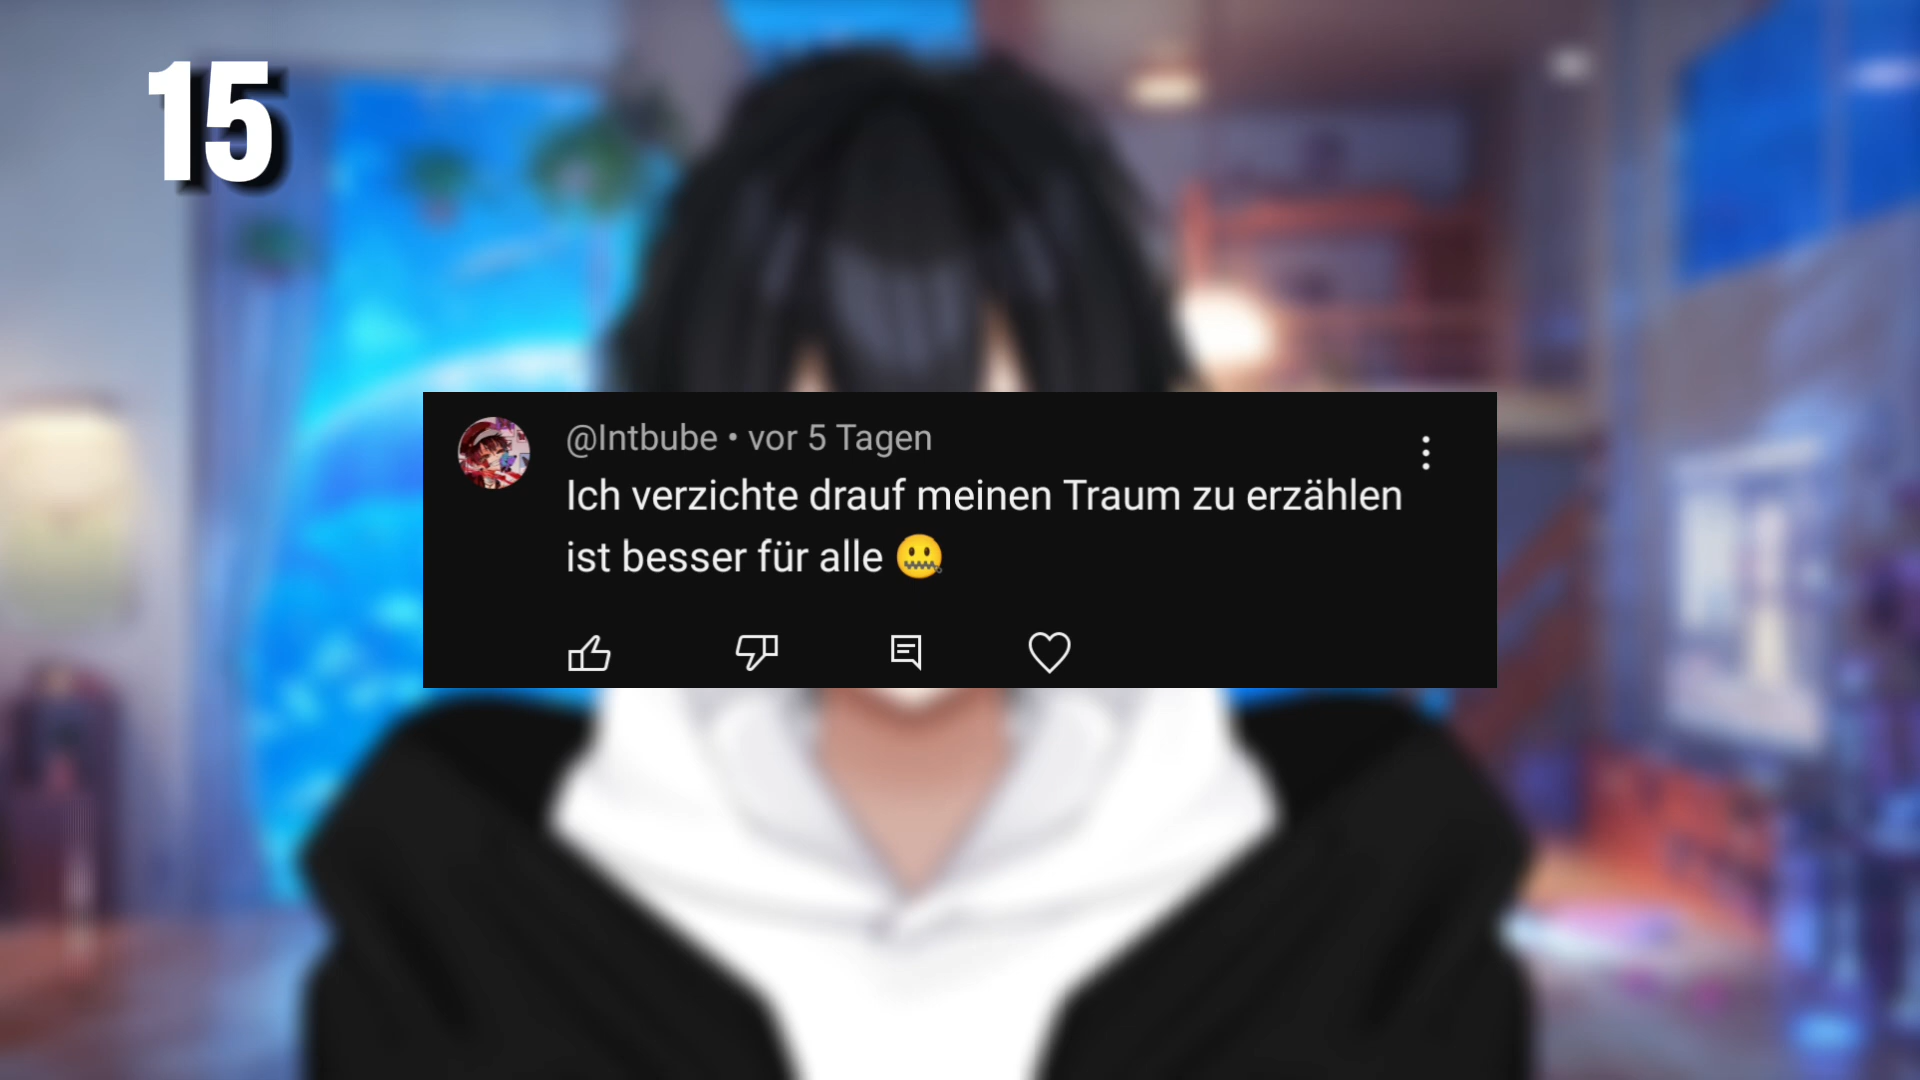 15
@Intbube • vor 5 Tagen
Ich verzichte drauf meinen Traum zu erzählen
ist besser für alle 🤐